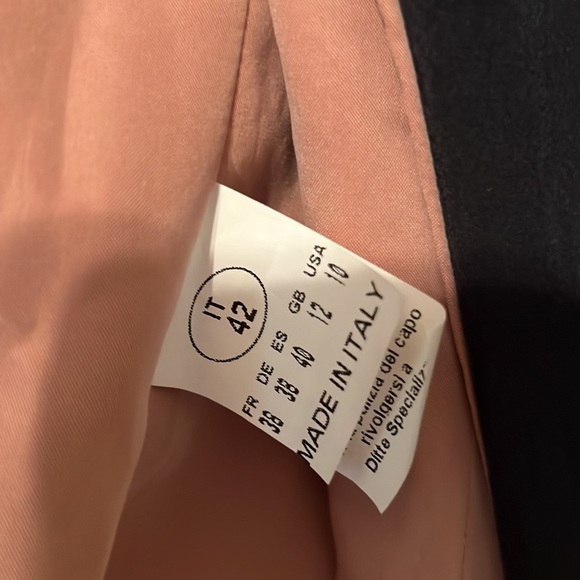 IT
42
FR DE ES GB USA
38 38 40 12 10
MADE IN ITALY
pulizia del capo
rivolgersi a
Ditte Specializ